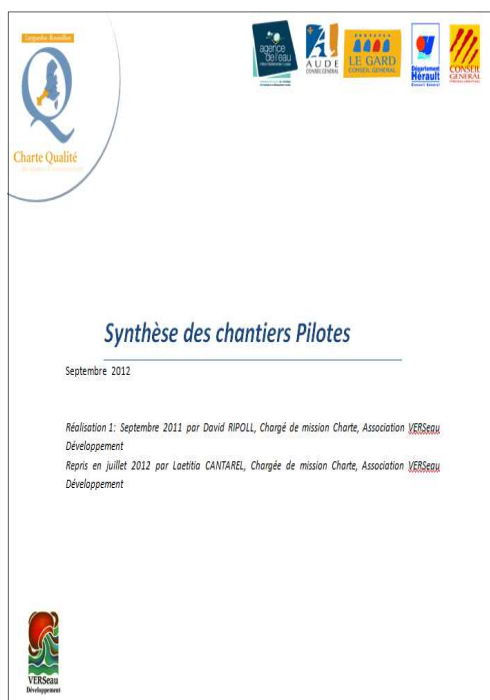 Languedoc-Roussillon
Charte Qualité
agence
de l'eau
AUDE
CONSEIL GENERAL
LE GARD
CONSEIL GENERAL
Département
Hérault
Conseil Général
CONSEIL
GENERAL
Synthèse des chantiers Pilotes
Septembre 2012
Réalisation 1: Septembre 2011 par David RIPOLL, Chargé de mission Charte, Association VERSeau
Développement
Repris en juillet 2012 par Laetitia CANTAREL, Chargée de mission Charte, Association VERSeau
Développement
VERSeau
Développement